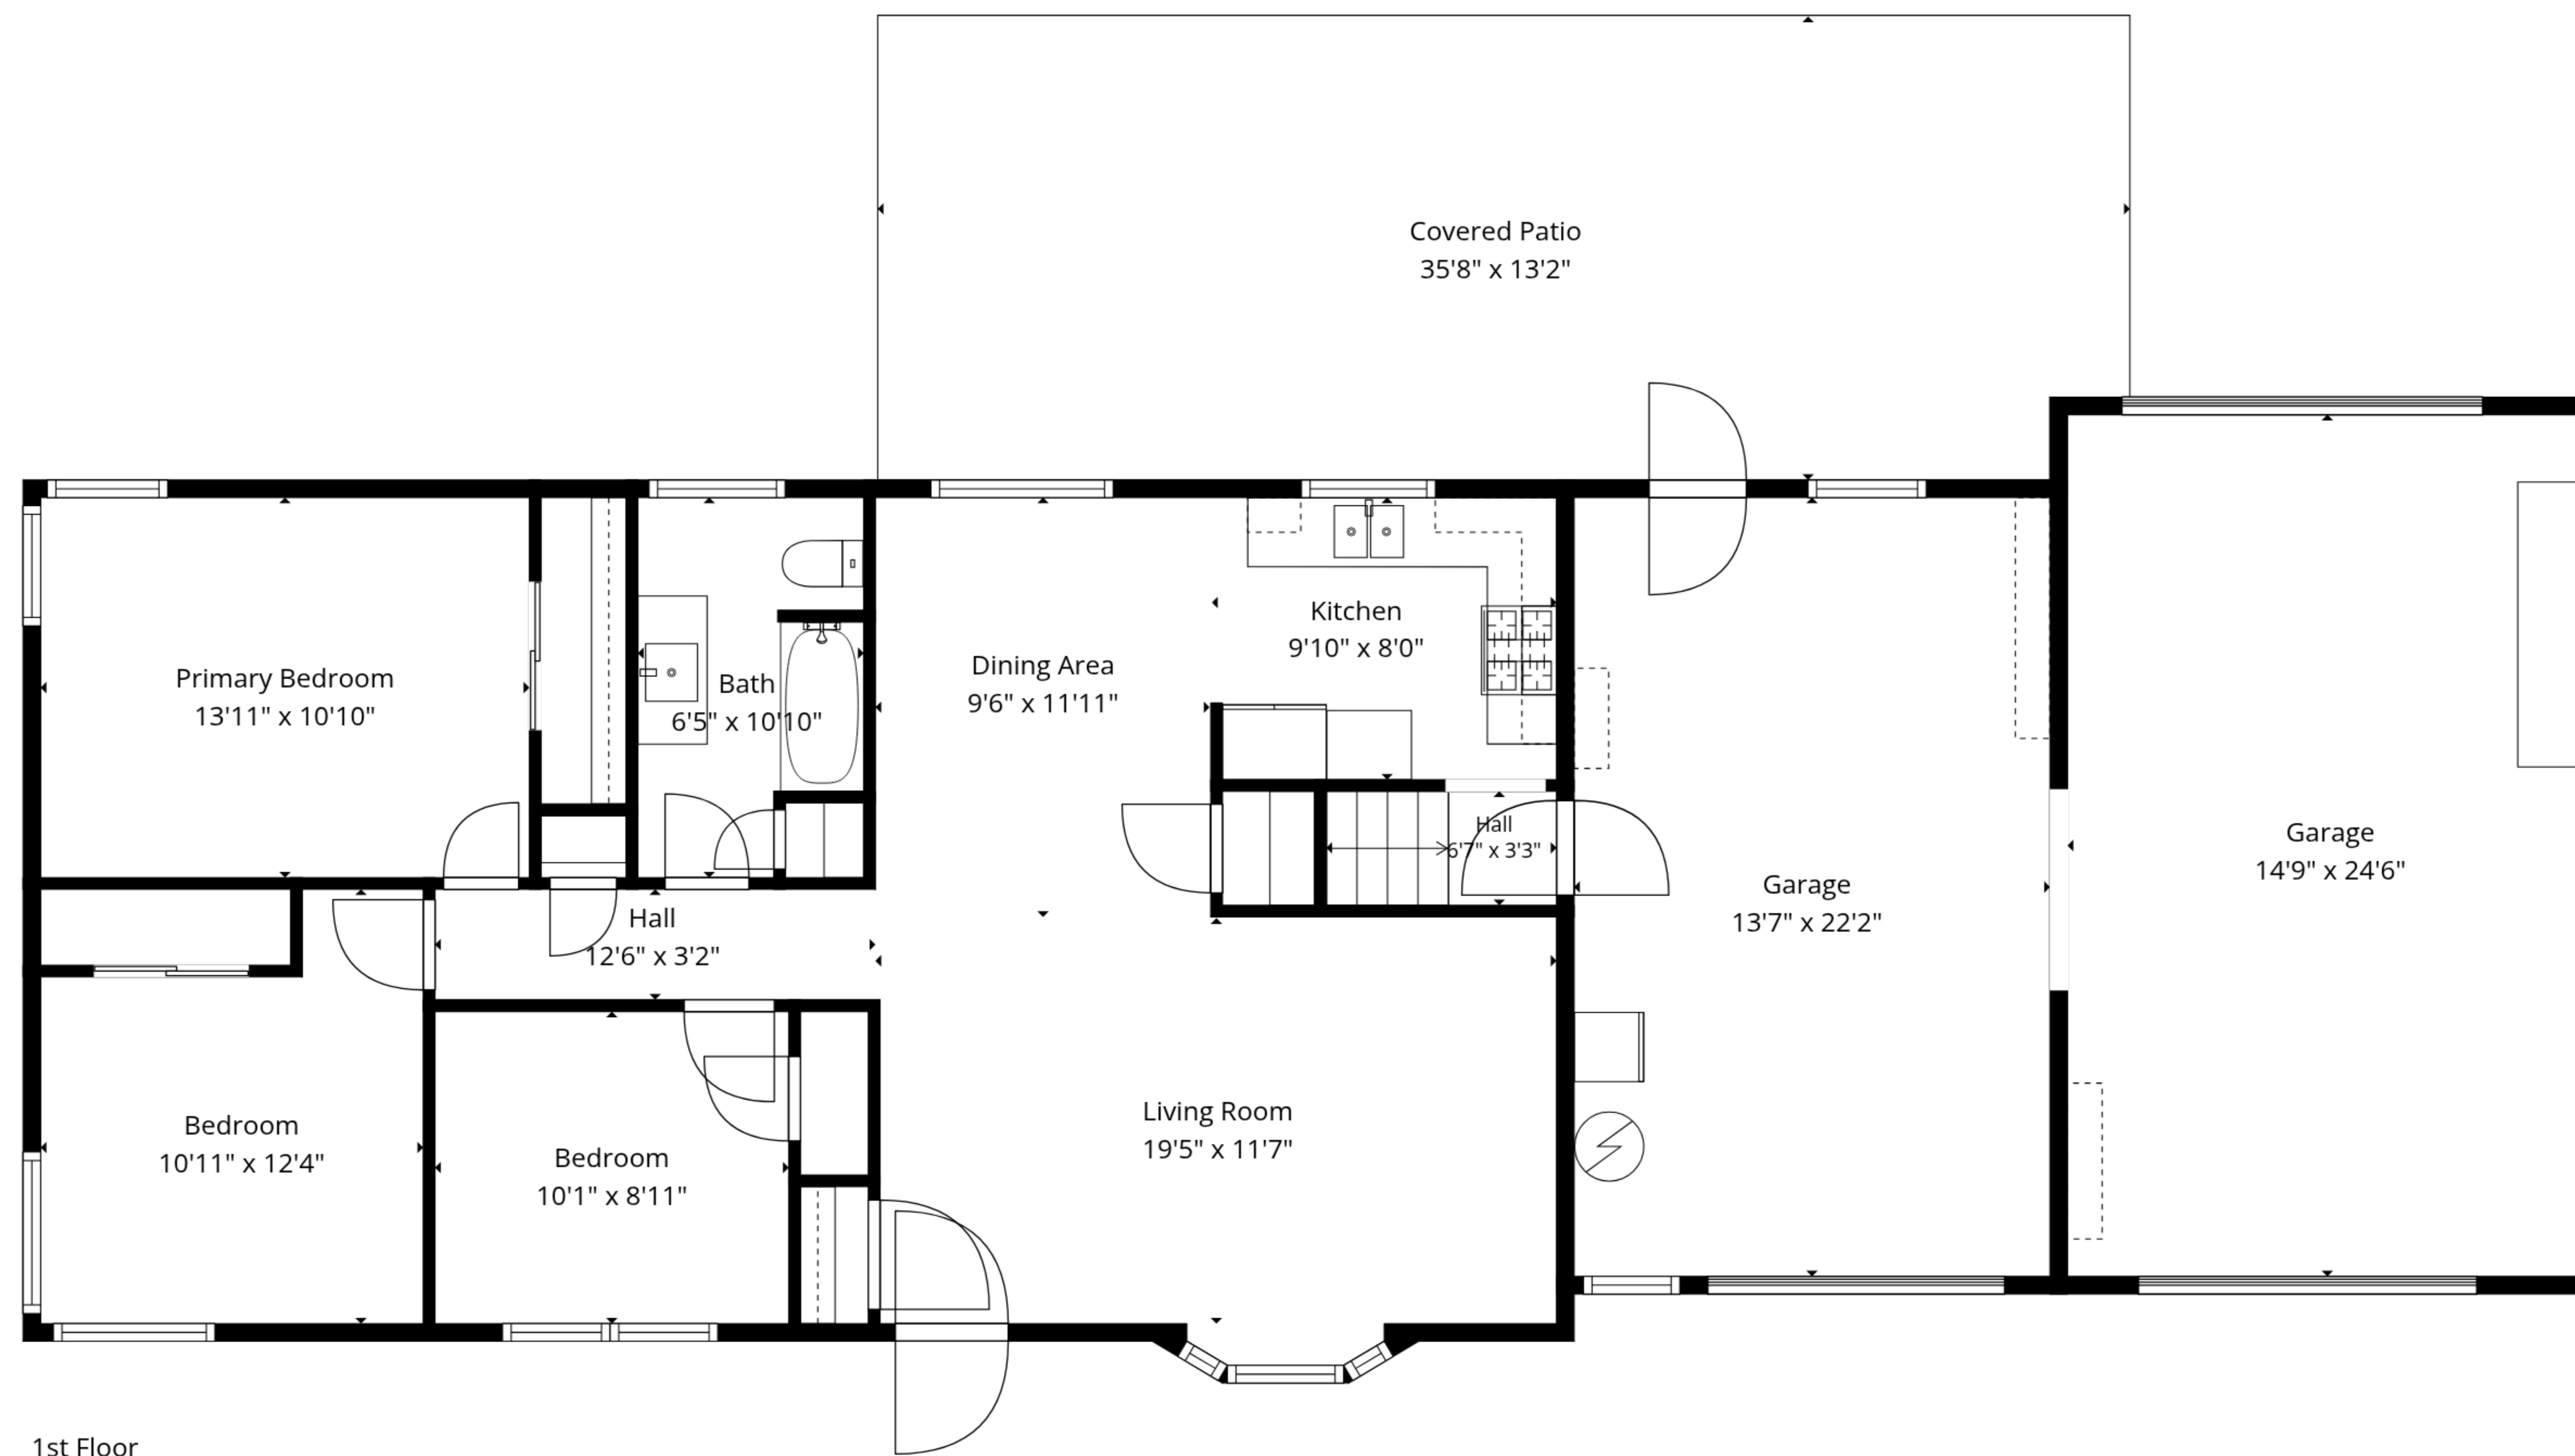 Covered Patio
35'8" x 13'2"
Kitchen
9'10" x 8'0"
Dining Area
9'6" x 11'11"
Primary Bedroom
13'11" x 10'10"
Bath
6'5" x 10'10"
Hall
6'7" x 3'3"
Garage
14'9" x 24'6"
Garage
13'7" x 22'2"
Hall
12'6" x 3'2"
Living Room
19'5" x 11'7"
Bedroom
10'11" x 12'4"
Bedroom
10'1" x 8'11"
1st Floor